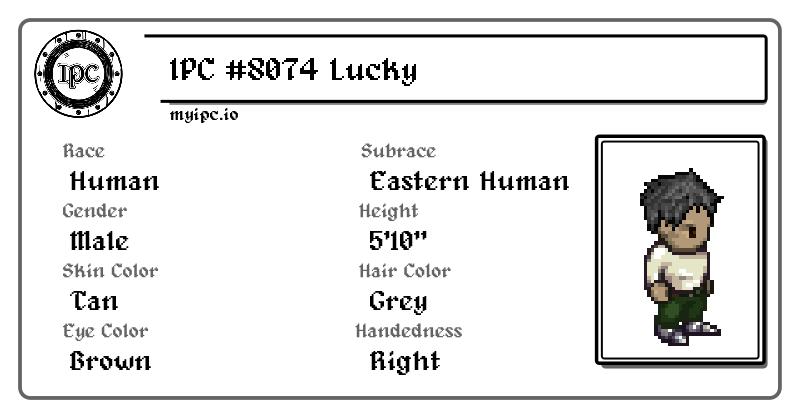 IPC
IPC #8074 Lucky
myipc.io
Race
Human
Subrace
Eastern Human
Gender
Male
Height
5'10"
Skin Color
Tan
Hair Color
Grey
Eye Color
Brown
Handedness
Right